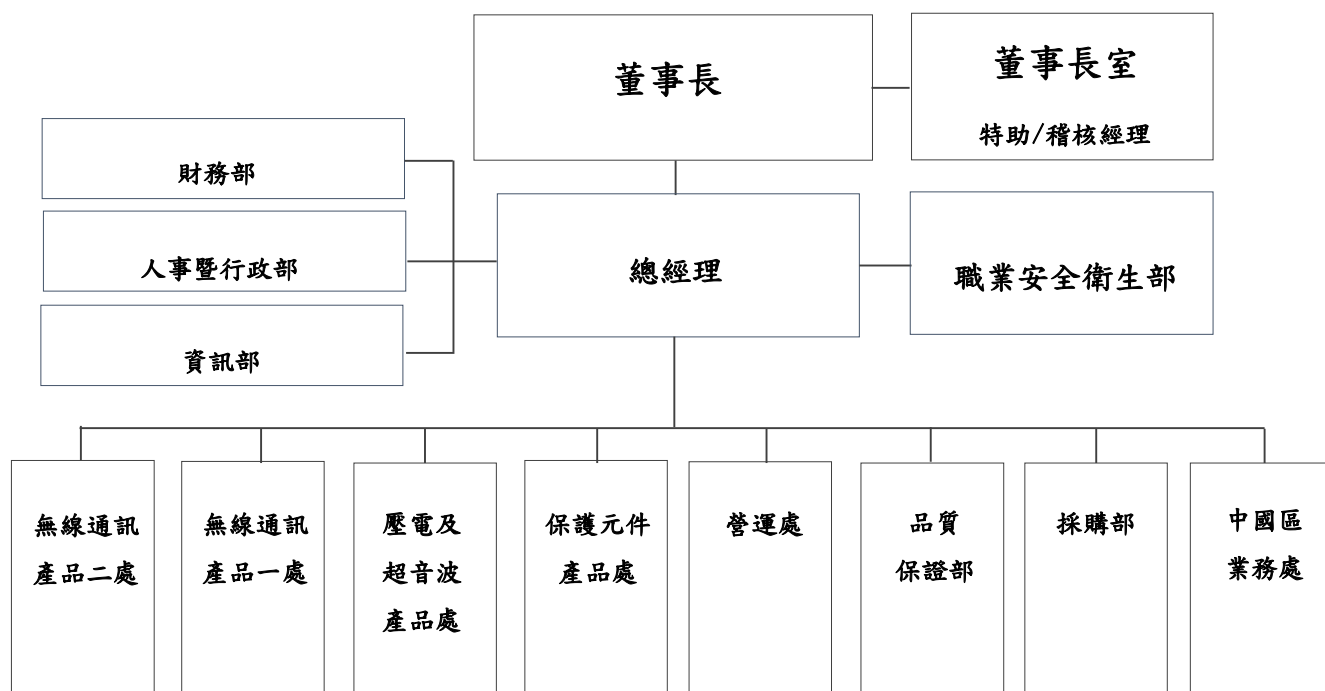 董事長
董事長室
特助/稽核經理
財務部
人事暨行政部
資訊部
總經理
職業安全衛生部
無線通訊
產品二處
無線通訊
產品一處
壓電及
超音波
產品處
保護元件
產品處
營運處
品質
保證部
採購部
中國區
業務處